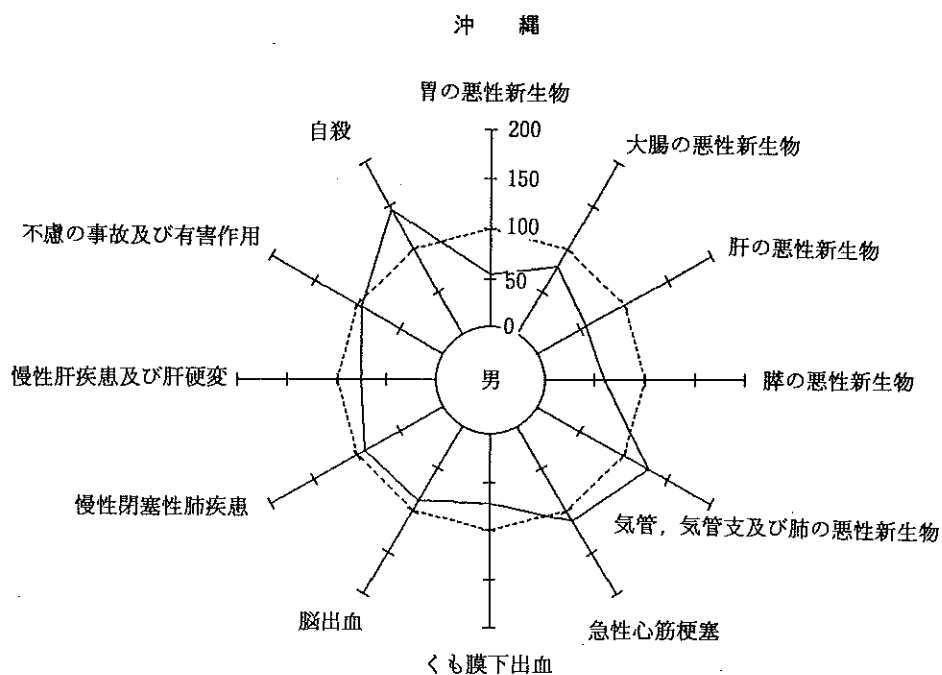 沖 縄
胃の悪性新生物
自殺
200
大腸の悪性新生物
150
不慮の事故及び有害作用
100
肝の悪性新生物
50
0
慢性肝疾患及び肝硬変
男
膵の悪性新生物
慢性閉塞性肺疾患
気管，気管支及び肺の悪性新生物
脳出血
急性心筋梗塞
くも膜下出血